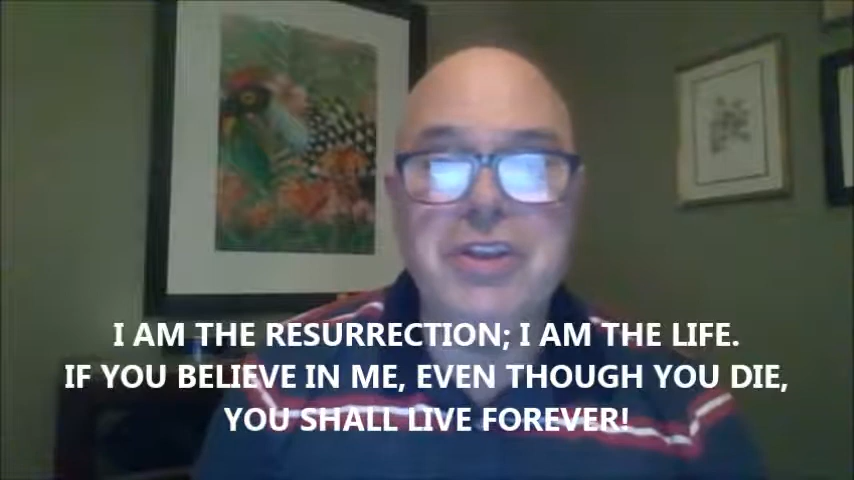 I AM THE RESURRECTION; I AM THE LIFE.
IF YOU BELIEVE IN ME, EVEN THOUGH YOU DIE,
YOU SHALL LIVE FOREVER!